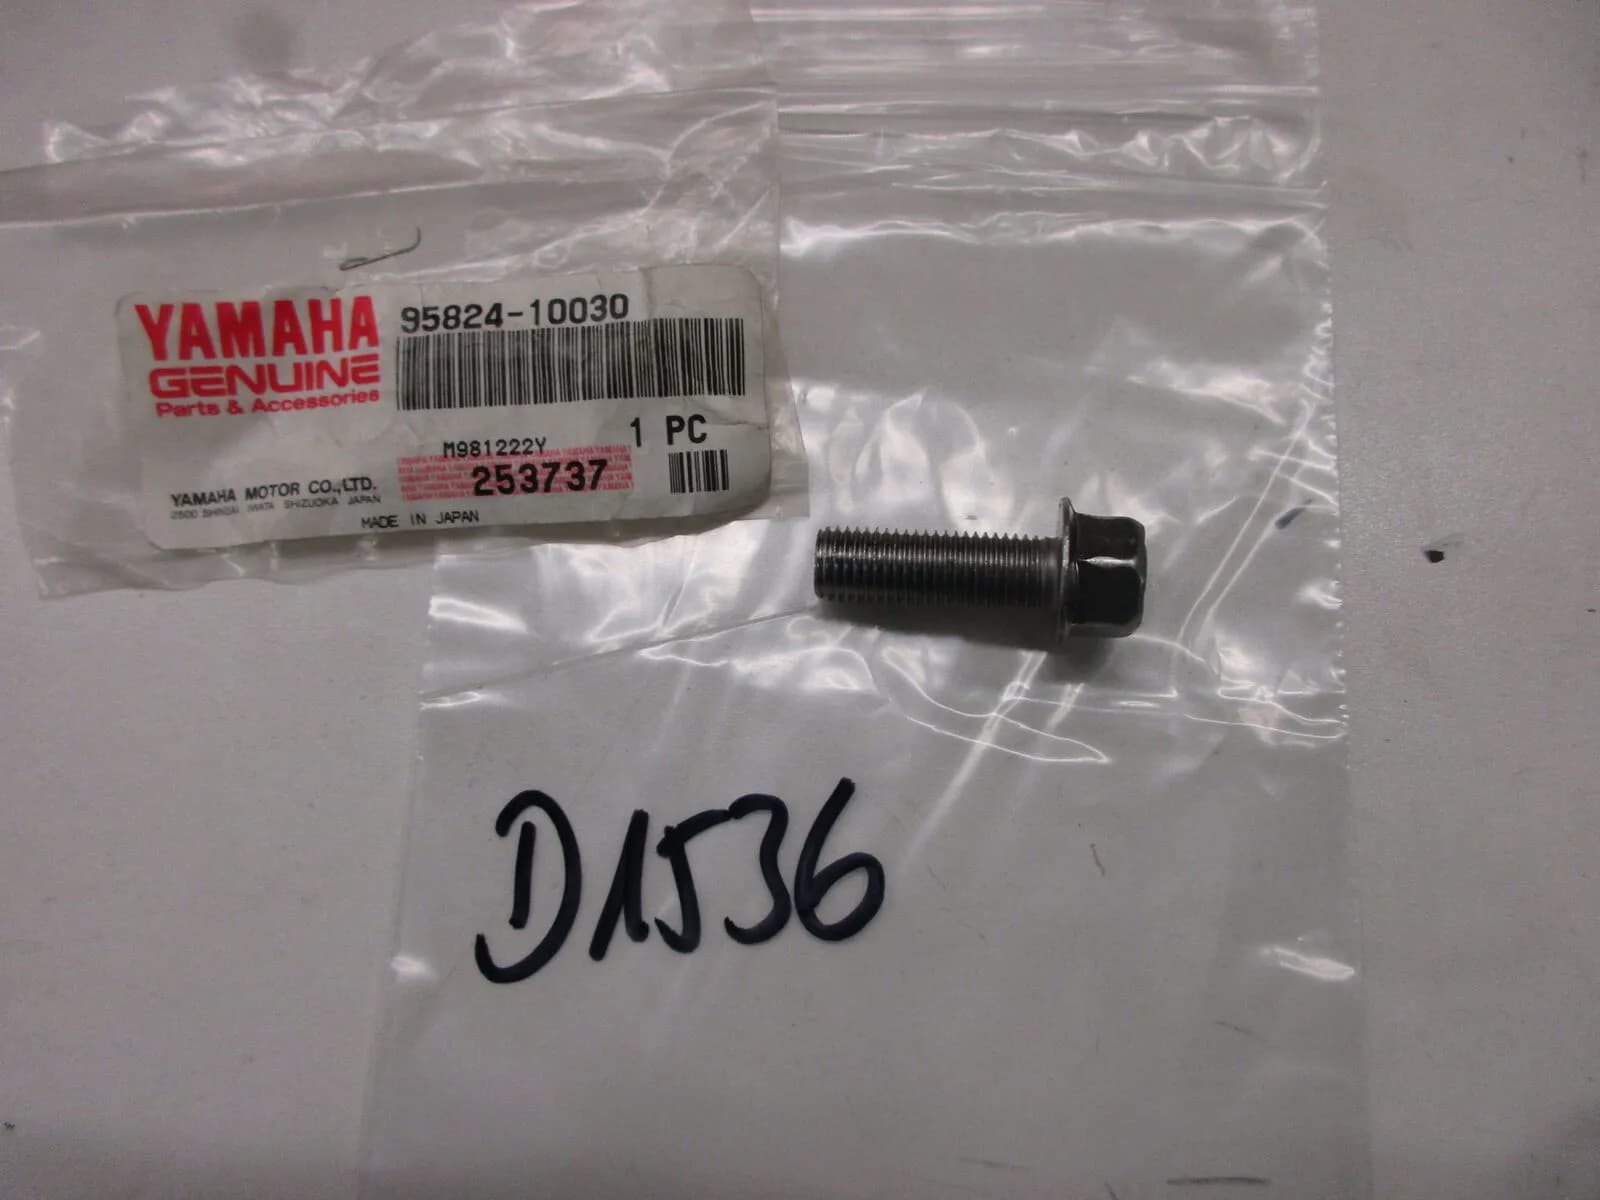 YAMAHA
GENUINE
Parts & Accessories
95824-10030
M981222Y
1 PC
253737
YAMAHA MOTOR CO.,LTD.
2500 SHINGAI IWATA SHIZUOKA JAPAN
MADE IN JAPAN
D1536